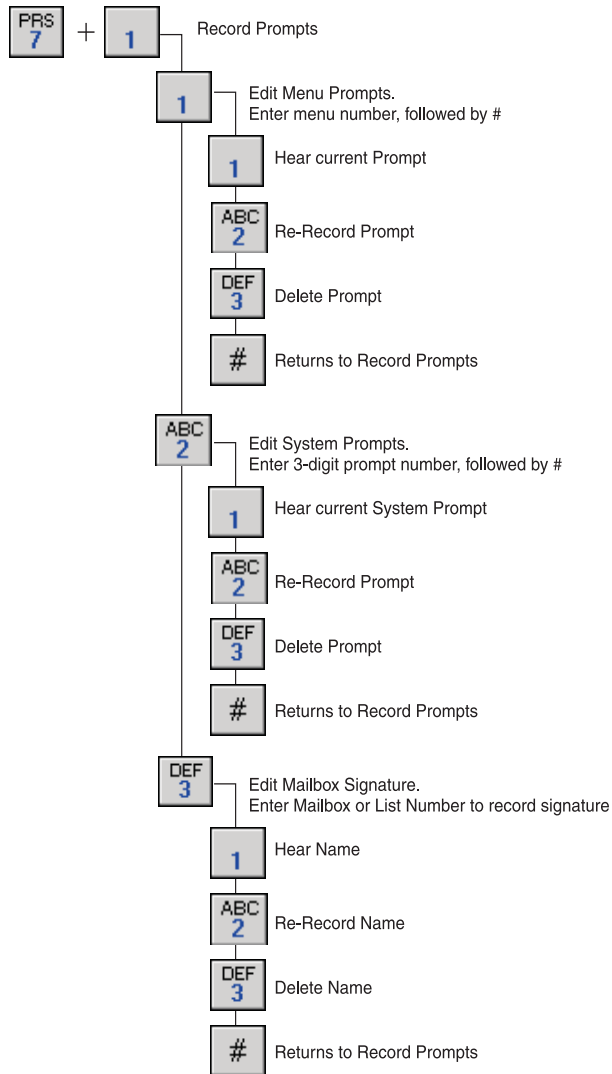 PRS
7 + 1 Record Prompts
1 Edit Menu Prompts.
Enter menu number, followed by #
1 Hear current Prompt
ABC
2 Re-Record Prompt
DEF
3 Delete Prompt
# Returns to Record Prompts
ABC
2 Edit System Prompts.
Enter 3-digit prompt number, followed by #
1 Hear current System Prompt
ABC
2 Re-Record Prompt
DEF
3 Delete Prompt
# Returns to Record Prompts
DEF
3 Edit Mailbox Signature.
Enter Mailbox or List Number to record signature
1 Hear Name
ABC
2 Re-Record Name
DEF
3 Delete Name
# Returns to Record Prompts